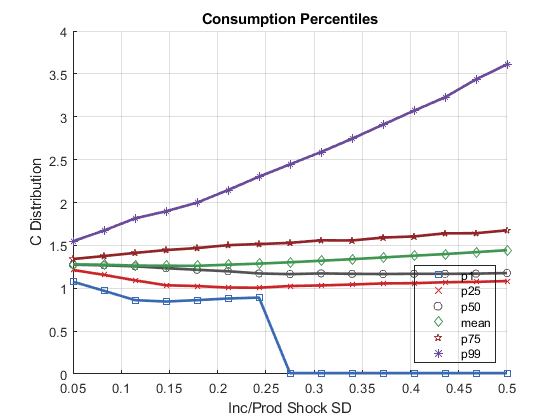 Consumption Percentiles
4
3.5
3
2.5
2
1.5
1
0.5
0
C Distribution
p1
p25
p50
mean
p75
p99
0.05
0.1
0.15
0.2
0.25
0.3
0.35
0.4
0.45
0.5
Inc/Prod Shock SD